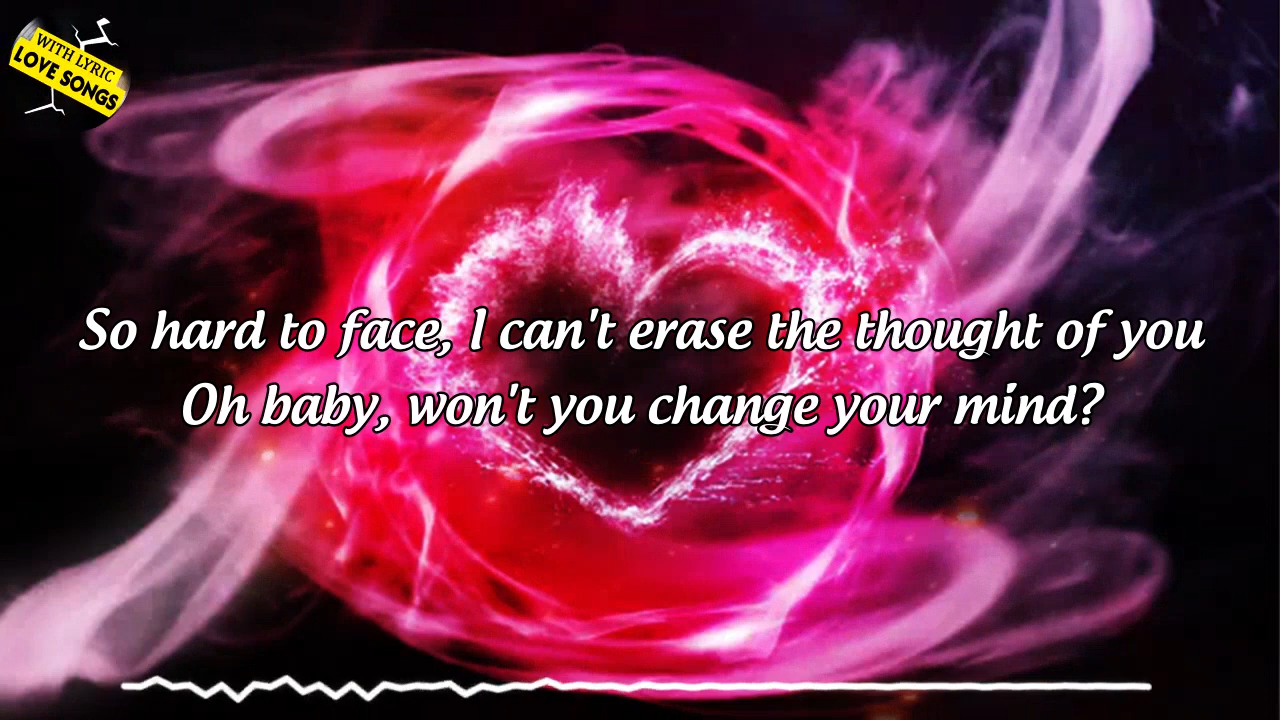 WITH LYRIC
LOVE SONGS
So hard to face, I can't erase the thought of you
Oh baby, won't you change your mind?